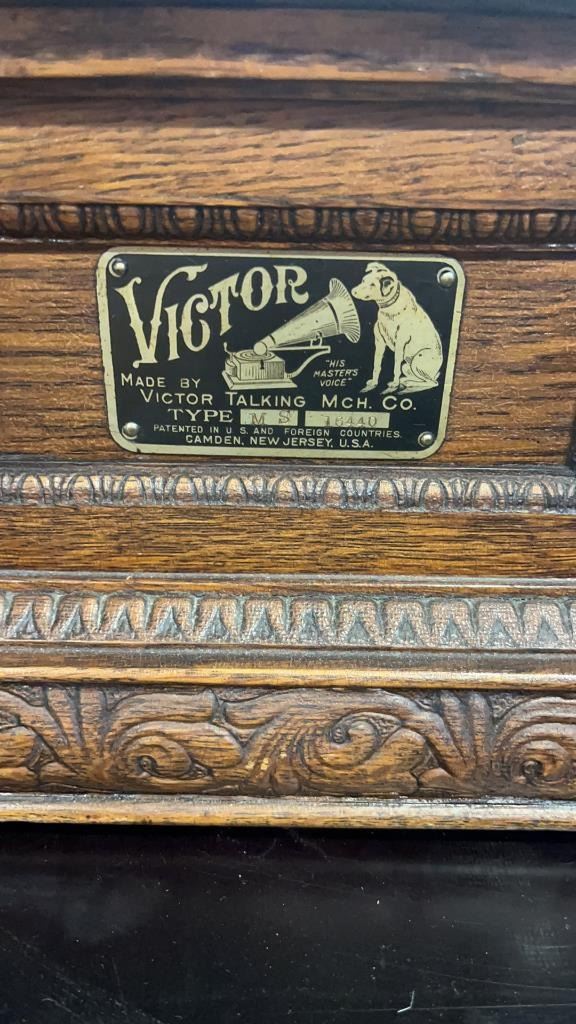 VICTOR
"HIS
MASTER'S
VOICE"
MADE BY
VICTOR TALKING MCH. CO.
TYPE M S 15440
PATENTED IN U.S. AND FOREIGN COUNTRIES.
CAMDEN, NEW JERSEY, U.S.A.